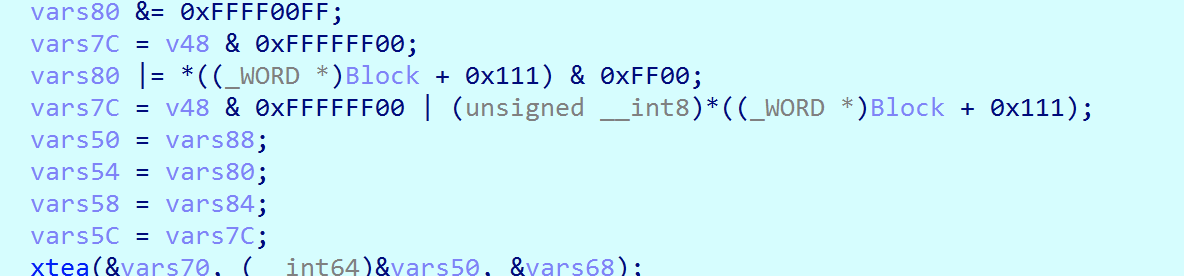 vars80 &= 0xFFFF00FF;
vars7C = v48 & 0xFFFFFF00;
vars80 |= *((_WORD *)Block + 0x111) & 0xFF00;
vars7C = v48 & 0xFFFFFF00 | (unsigned __int8)*((_WORD *)Block + 0x111);
vars50 = vars88;
vars54 = vars80;
vars58 = vars84;
vars5C = vars7C;
xtea(&vars70, (__int64)&vars50, &vars68);